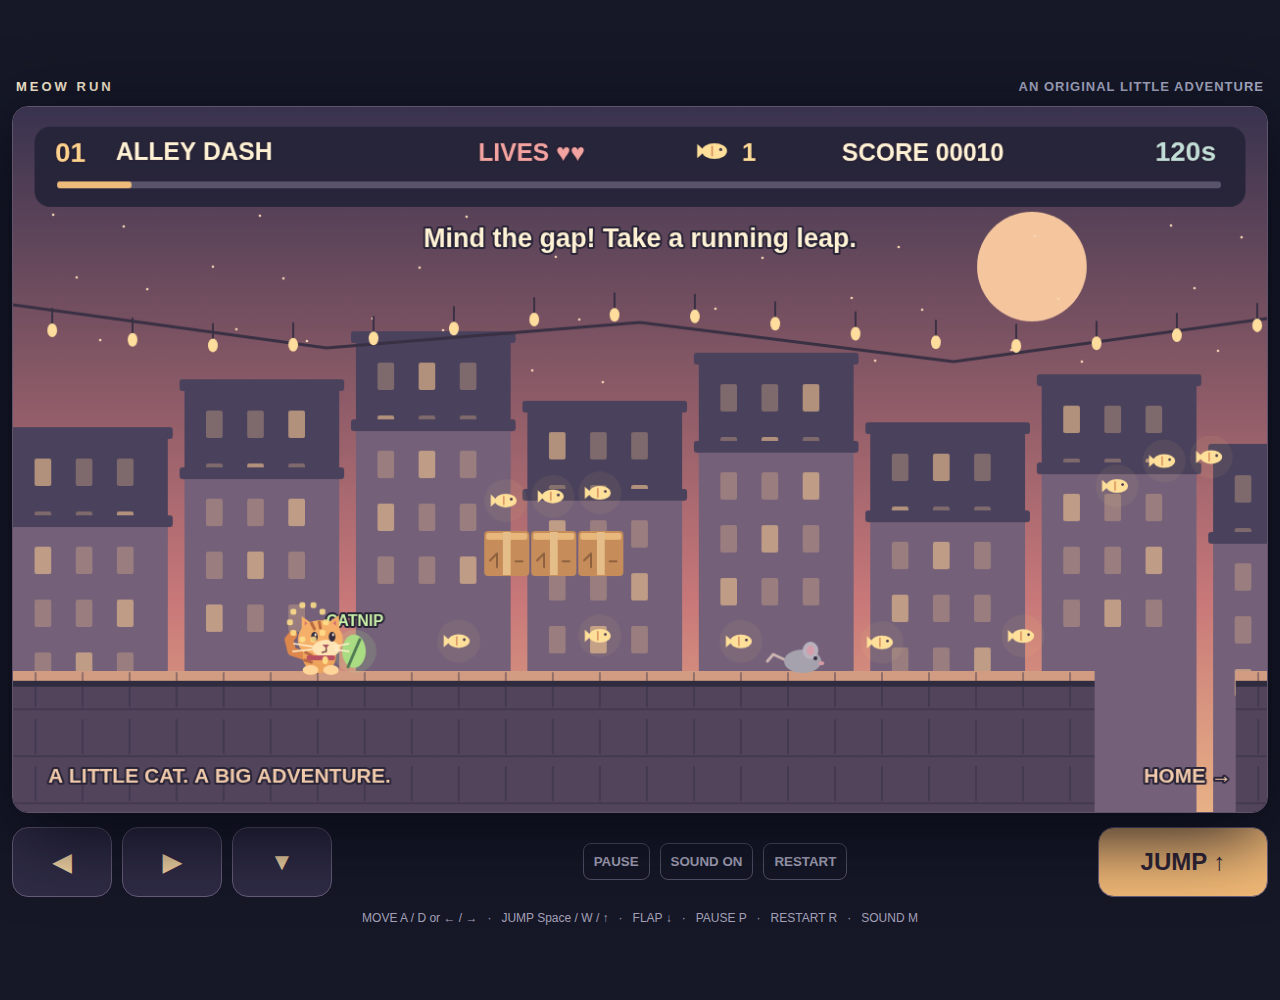 MEOW RUN
AN ORIGINAL LITTLE ADVENTURE
01 ALLEY DASH LIVES ♥♥ 1 SCORE 00010 120s
Mind the gap! Take a running leap.
CATNIP
A LITTLE CAT. A BIG ADVENTURE.
HOME →
◀ ▶ ▼ PAUSE SOUND ON RESTART JUMP ↑
MOVE A / D or ← / → · JUMP Space / W / ↑ · FLAP ↓ · PAUSE P · RESTART R · SOUND M